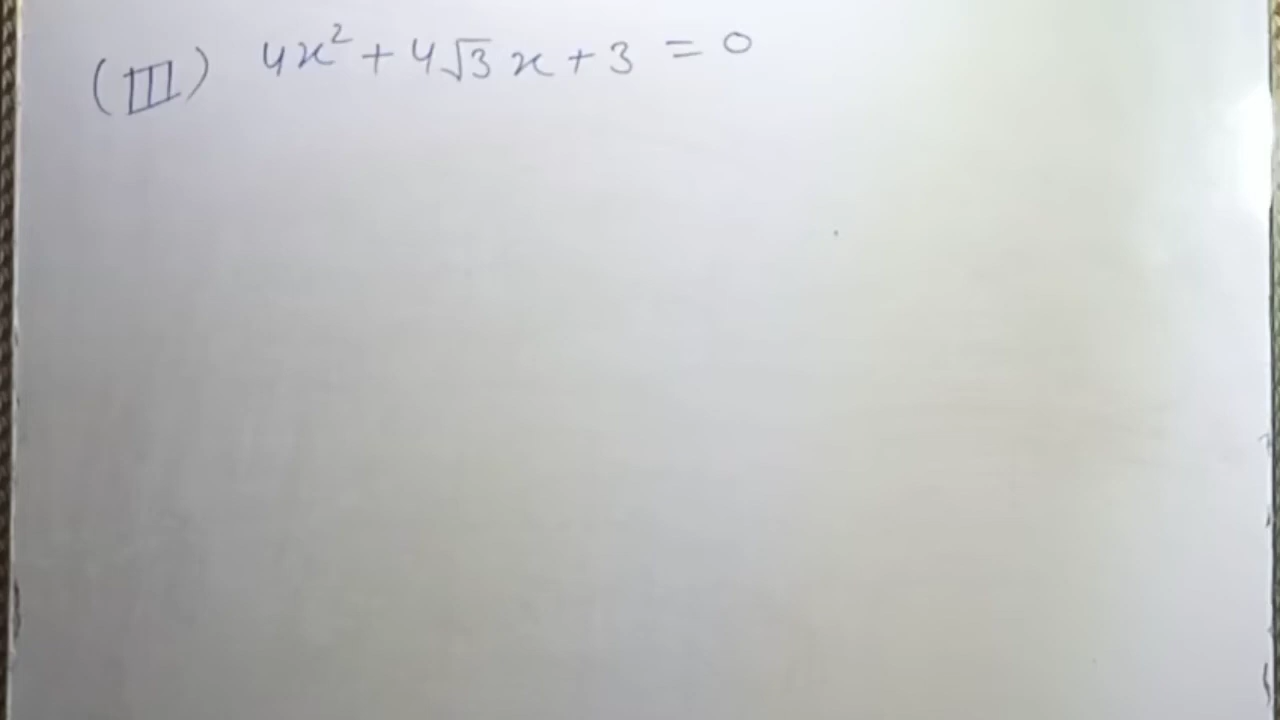 (III) 4x² + 4√3 x + 3 = 0